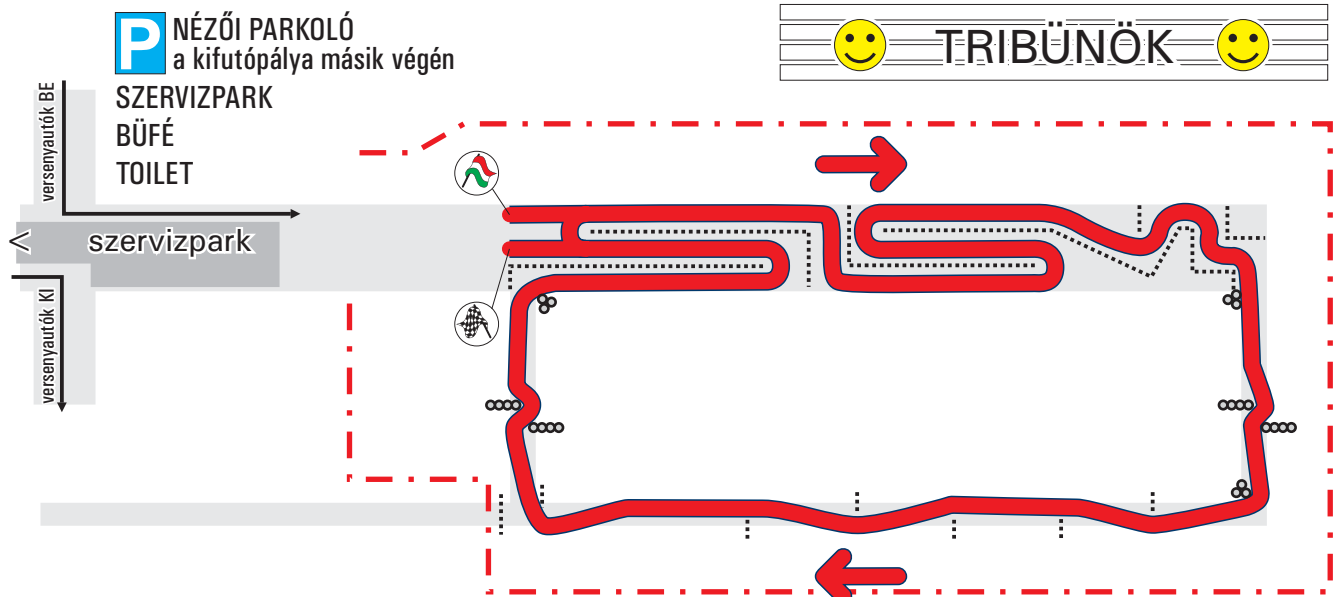 P NÉZŐI PARKOLÓ
a kifutópálya másik végén
SZERVIZPARK
BÜFÉ
TOILET
TRIBÜNÖK
versenyautók BE
< szervizpark
versenyautók KI